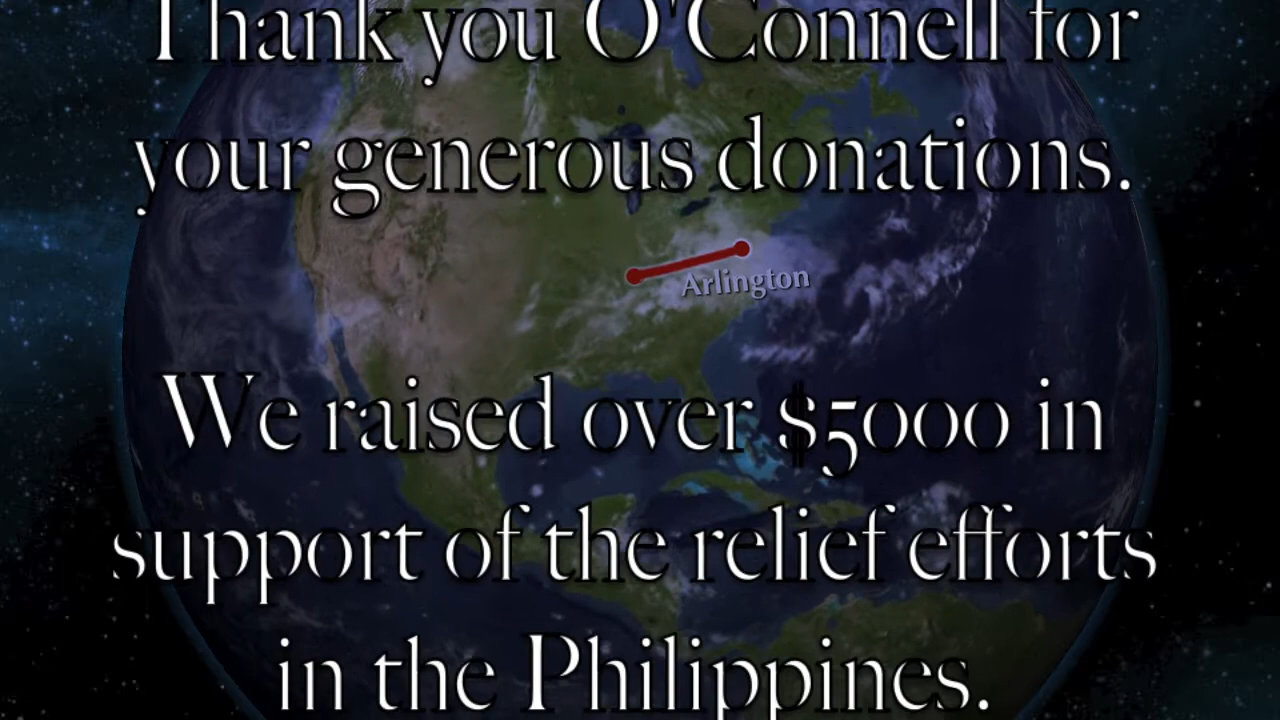 Thank you O'Connell for
your generous donations.
Arlington
We raised over $5000 in
support of the relief efforts
in the Philippines.